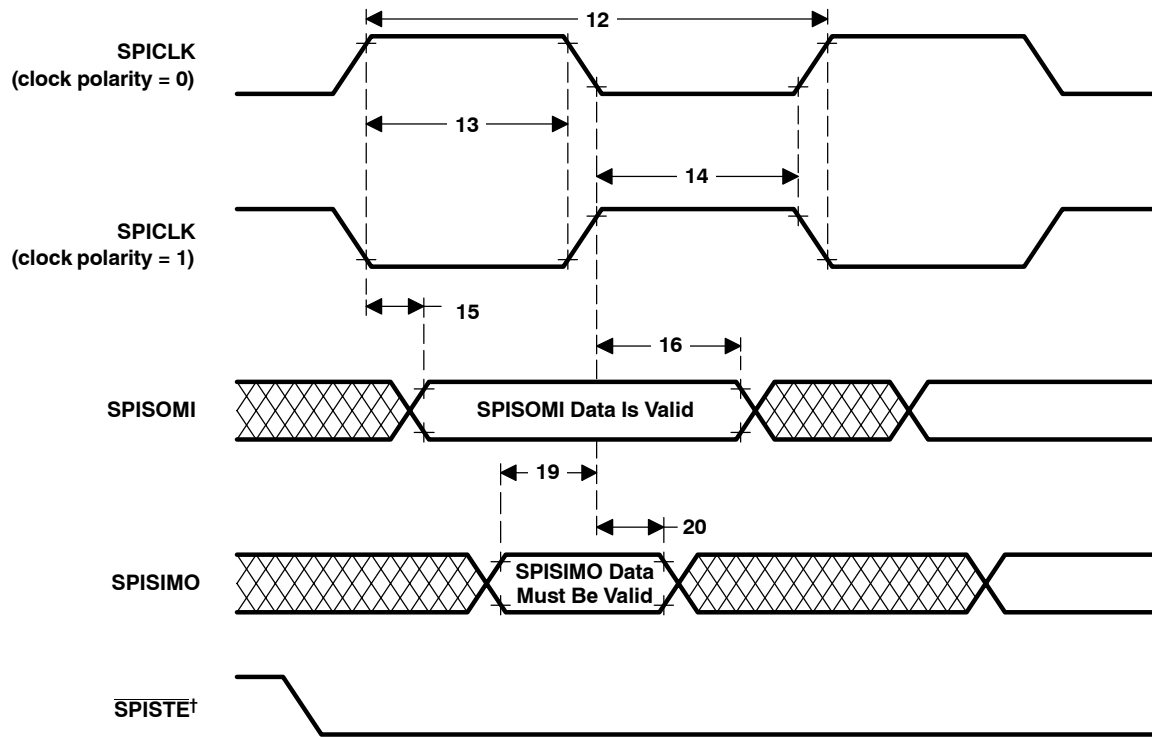 12
SPICLK
(clock polarity = 0)
13
14
SPICLK
(clock polarity = 1)
15
16
SPISOMI
SPISOMI Data Is Valid
19
20
SPISIMO
SPISIMO Data
Must Be Valid
SPISTE†